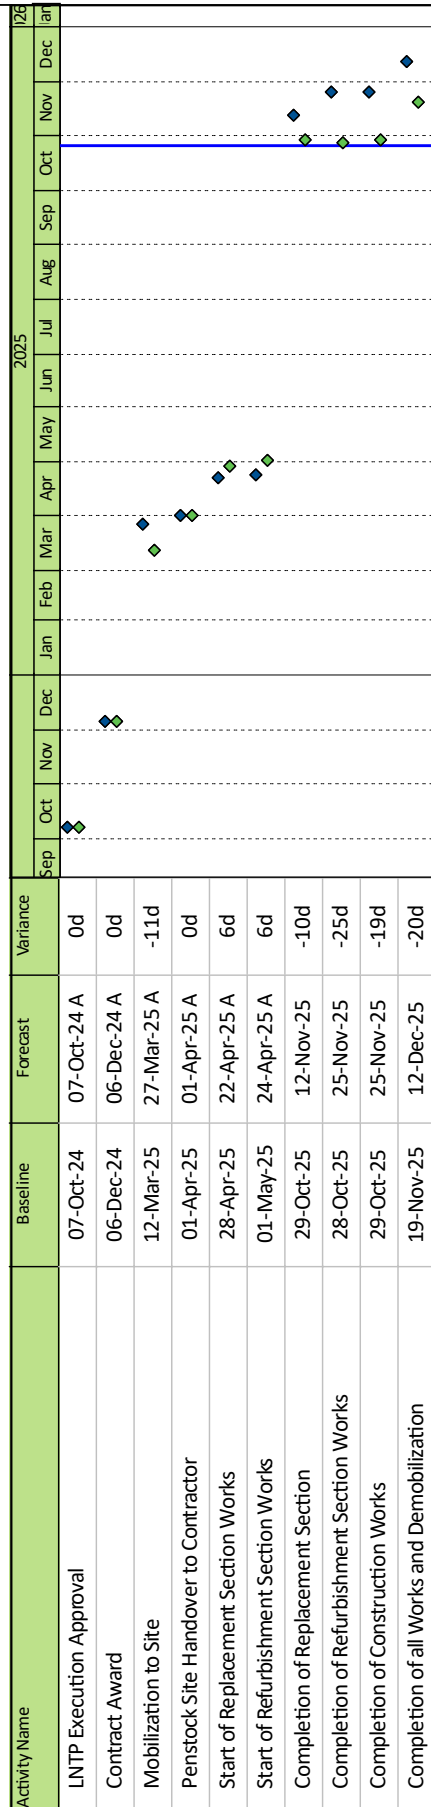 Activity Name Baseline Forecast Variance 2025 026
Sep Oct Nov Dec Jan Feb Mar Apr May Jun Jul Aug Sep Oct Nov Dec Jan
LNTP Execution Approval 07-Oct-24 07-Oct-24 A 0d
Contract Award 06-Dec-24 06-Dec-24 A 0d
Mobilization to Site 12-Mar-25 27-Mar-25 A -11d
Penstock Site Handover to Contractor 01-Apr-25 01-Apr-25 A 0d
Start of Replacement Section Works 28-Apr-25 22-Apr-25 A 6d
Start of Refurbishment Section Works 01-May-25 24-Apr-25 A 6d
Completion of Replacement Section 29-Oct-25 12-Nov-25 -10d
Completion of Refurbishment Section Works 28-Oct-25 25-Nov-25 -25d
Completion of Construction Works 29-Oct-25 25-Nov-25 -19d
Completion of all Works and Demobilization 19-Nov-25 12-Dec-25 -20d